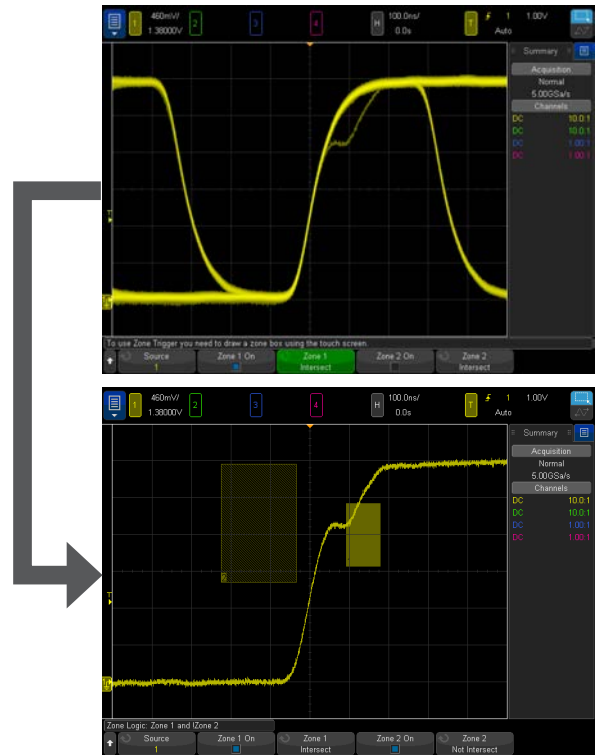 1 460mV/ 1.38000V 2 3 4 H 100.0ns/ 0.0s T 1 1.00V Auto
Summary
Acquisition
Normal
5.00GSa/s
Channels
DC 10.0:1
DC 10.0:1
DC 1.00:1
DC 1.00:1
T
To use Zone Trigger you need to draw a zone box using the touch screen.
Source Zone 1 On Zone 1 Zone 2 On Zone 2
1 Intersect Intersect
1 460mV/ 1.38000V 2 3 4 H 100.0ns/ 0.0s T 1 1.00V Auto
Summary
Acquisition
Normal
5.00GSa/s
Channels
DC 10.0:1
DC 10.0:1
DC 1.00:1
DC 1.00:1
T
Zone Logic: Zone 1 and !Zone 2
Source Zone 1 On Zone 1 Zone 2 On Zone 2
1 Intersect Not Intersect